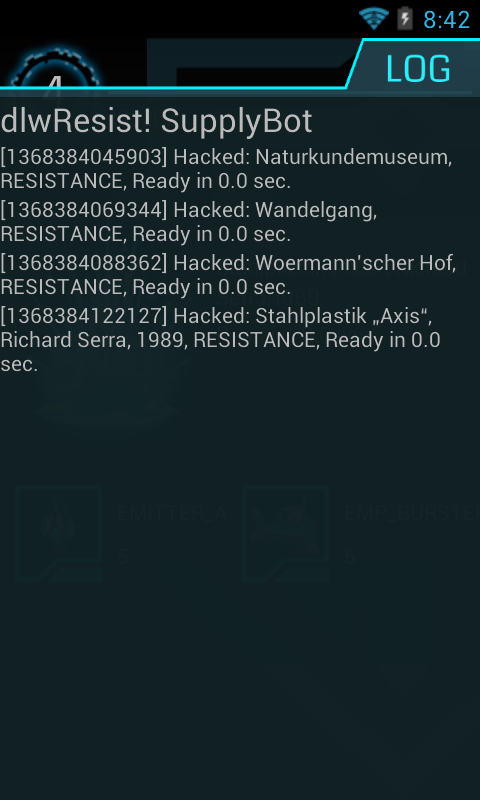 8:42
LOG
4
dlwResist! SupplyBot
[1368384045903] Hacked: Naturkundemuseum,
RESISTANCE, Ready in 0.0 sec.
[1368384069344] Hacked: Wandelgang,
RESISTANCE, Ready in 0.0 sec.
[1368384088362] Hacked: Woermann'scher Hof,
RESISTANCE, Ready in 0.0 sec.
[1368384122127] Hacked: Stahlplastik „Axis“,
Richard Serra, 1989, RESISTANCE, Ready in 0.0
sec.
EMITTER_A EMP_BURSTE
5 5